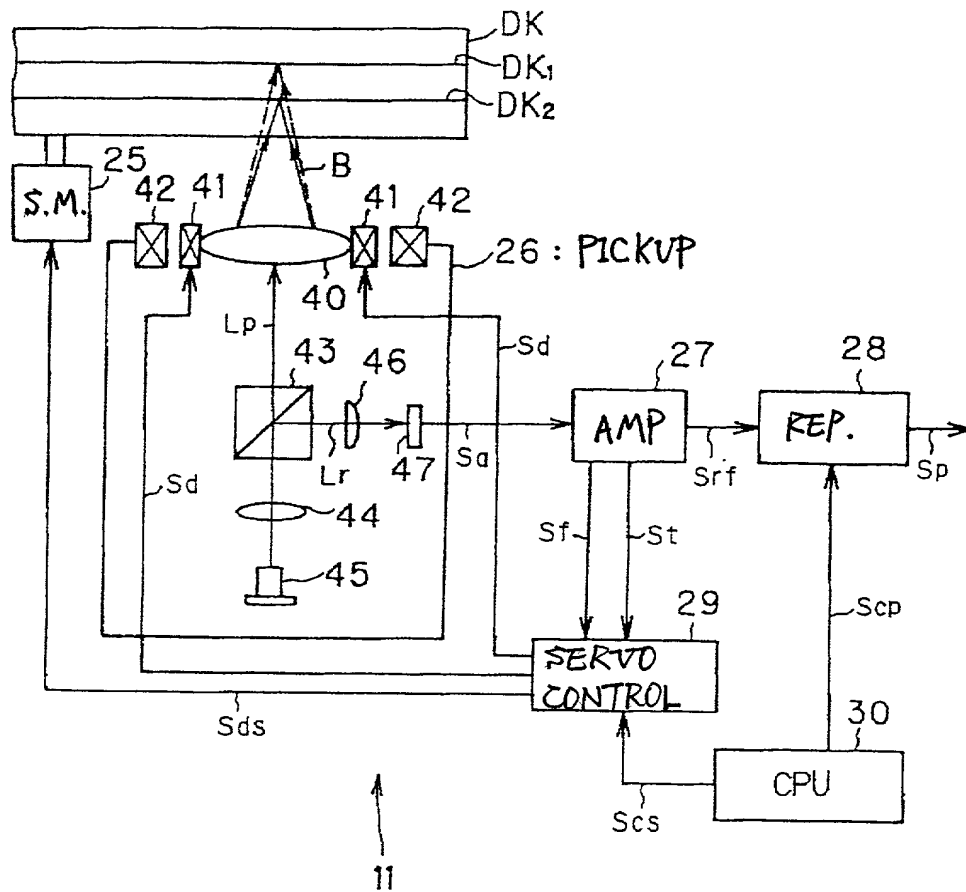 DK
DK1
DK2
25
S.M.
42
41
B
41
42
40
26 : PICKUP
Lp
43
46
Sd
27
28
AMP
REP.
Lr
47
Sa
Srf
Sp
Sd
44
Sf
St
45
29
Scp
SERVO
CONTROL
Sds
30
CPU
Scs
11